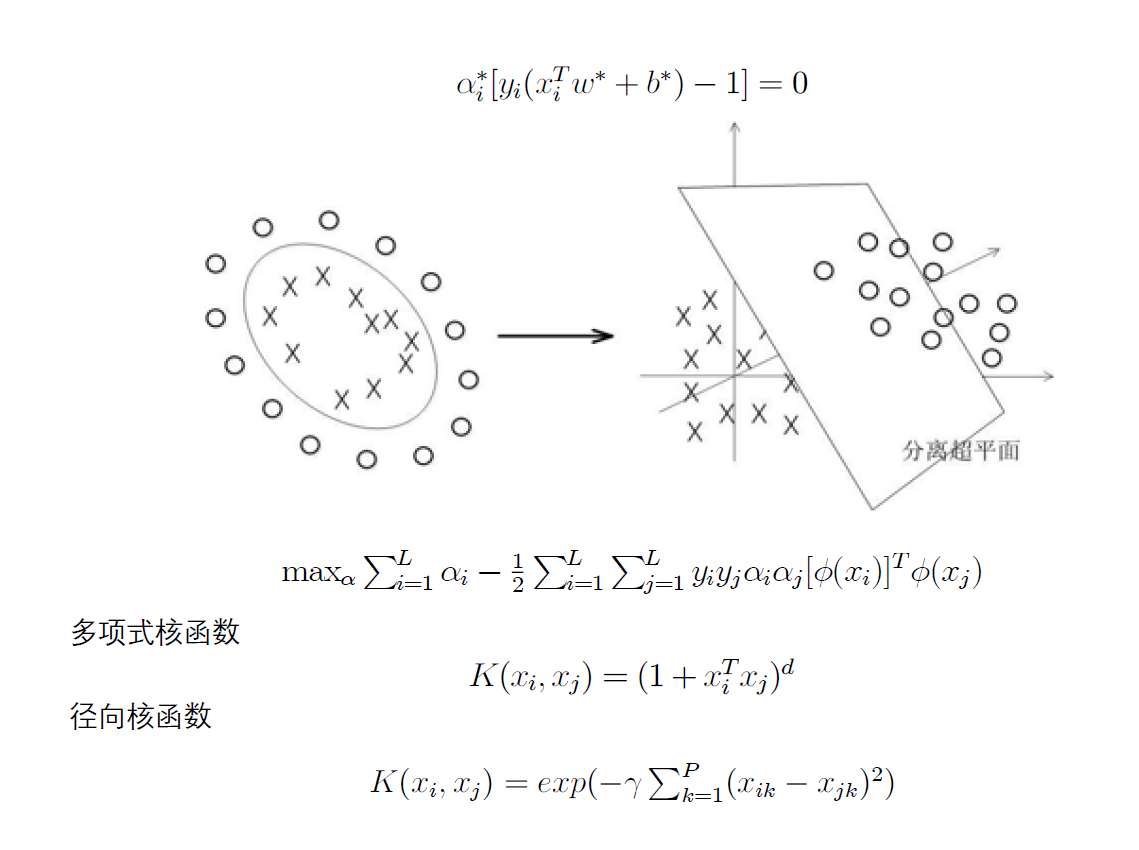 $\alpha_i^*[y_i(x_i^T w^* + b^*) - 1] = 0$
分离超平面
$\max_\alpha \sum_{i=1}^{L} \alpha_i - \frac{1}{2} \sum_{i=1}^{L} \sum_{j=1}^{L} y_i y_j \alpha_i \alpha_j [\phi(x_i)]^T \phi(x_j)$
多项式核函数
$K(x_i, x_j) = (1 + x_i^T x_j)^d$
径向核函数
$K(x_i, x_j) = exp(-\gamma \sum_{k=1}^{P} (x_{ik} - x_{jk})^2)$